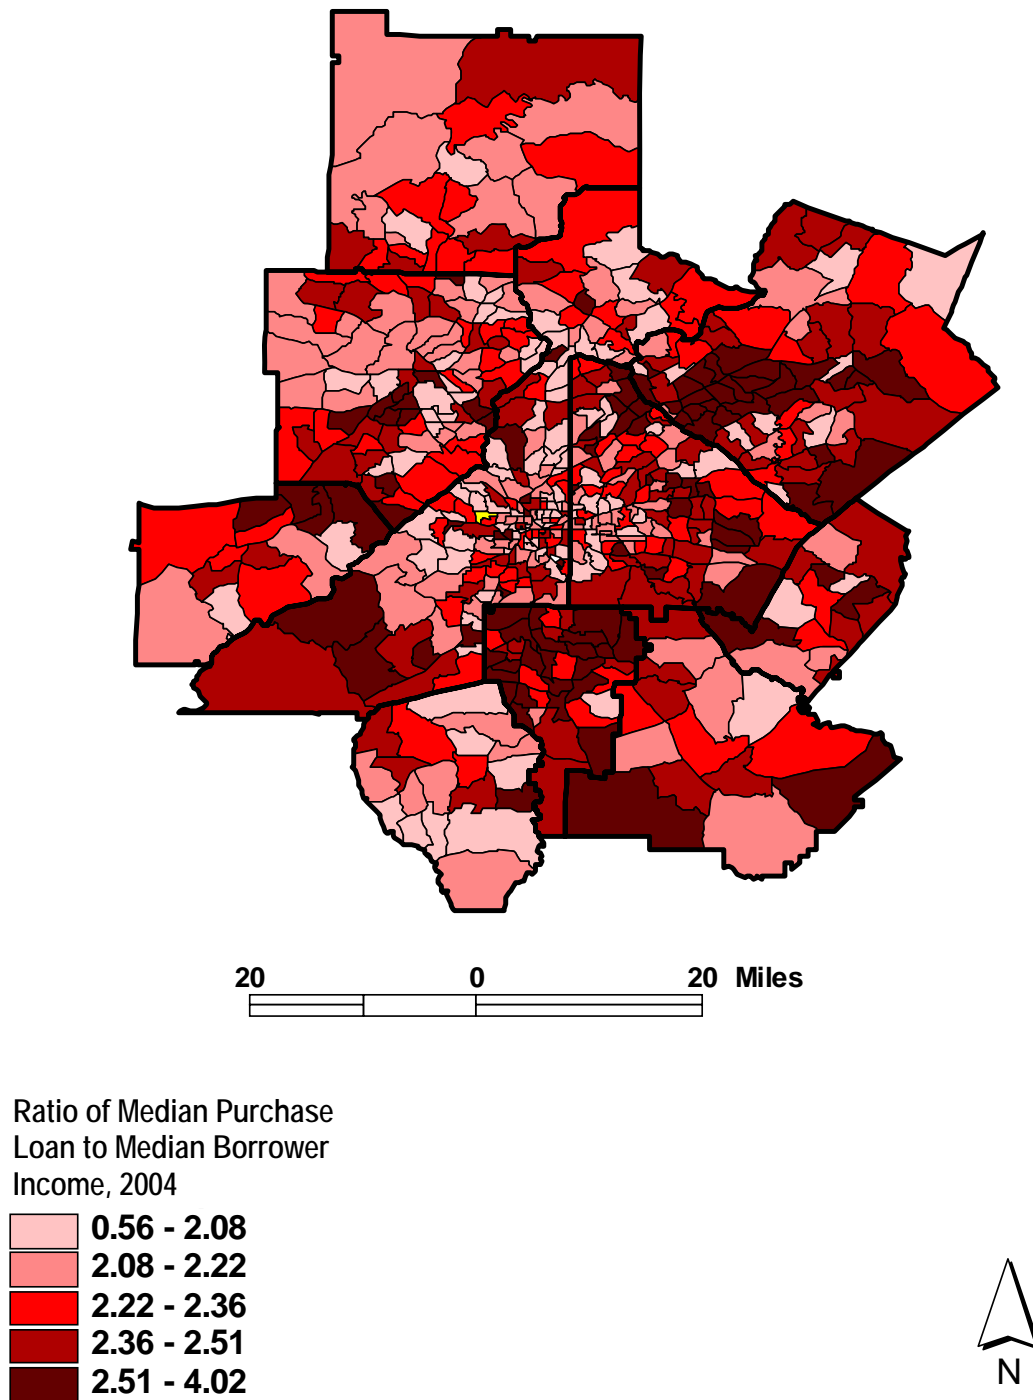 20 0 20 Miles
Ratio of Median Purchase
Loan to Median Borrower
Income, 2004
0.56 - 2.08
2.08 - 2.22
2.22 - 2.36
2.36 - 2.51
2.51 - 4.02
N